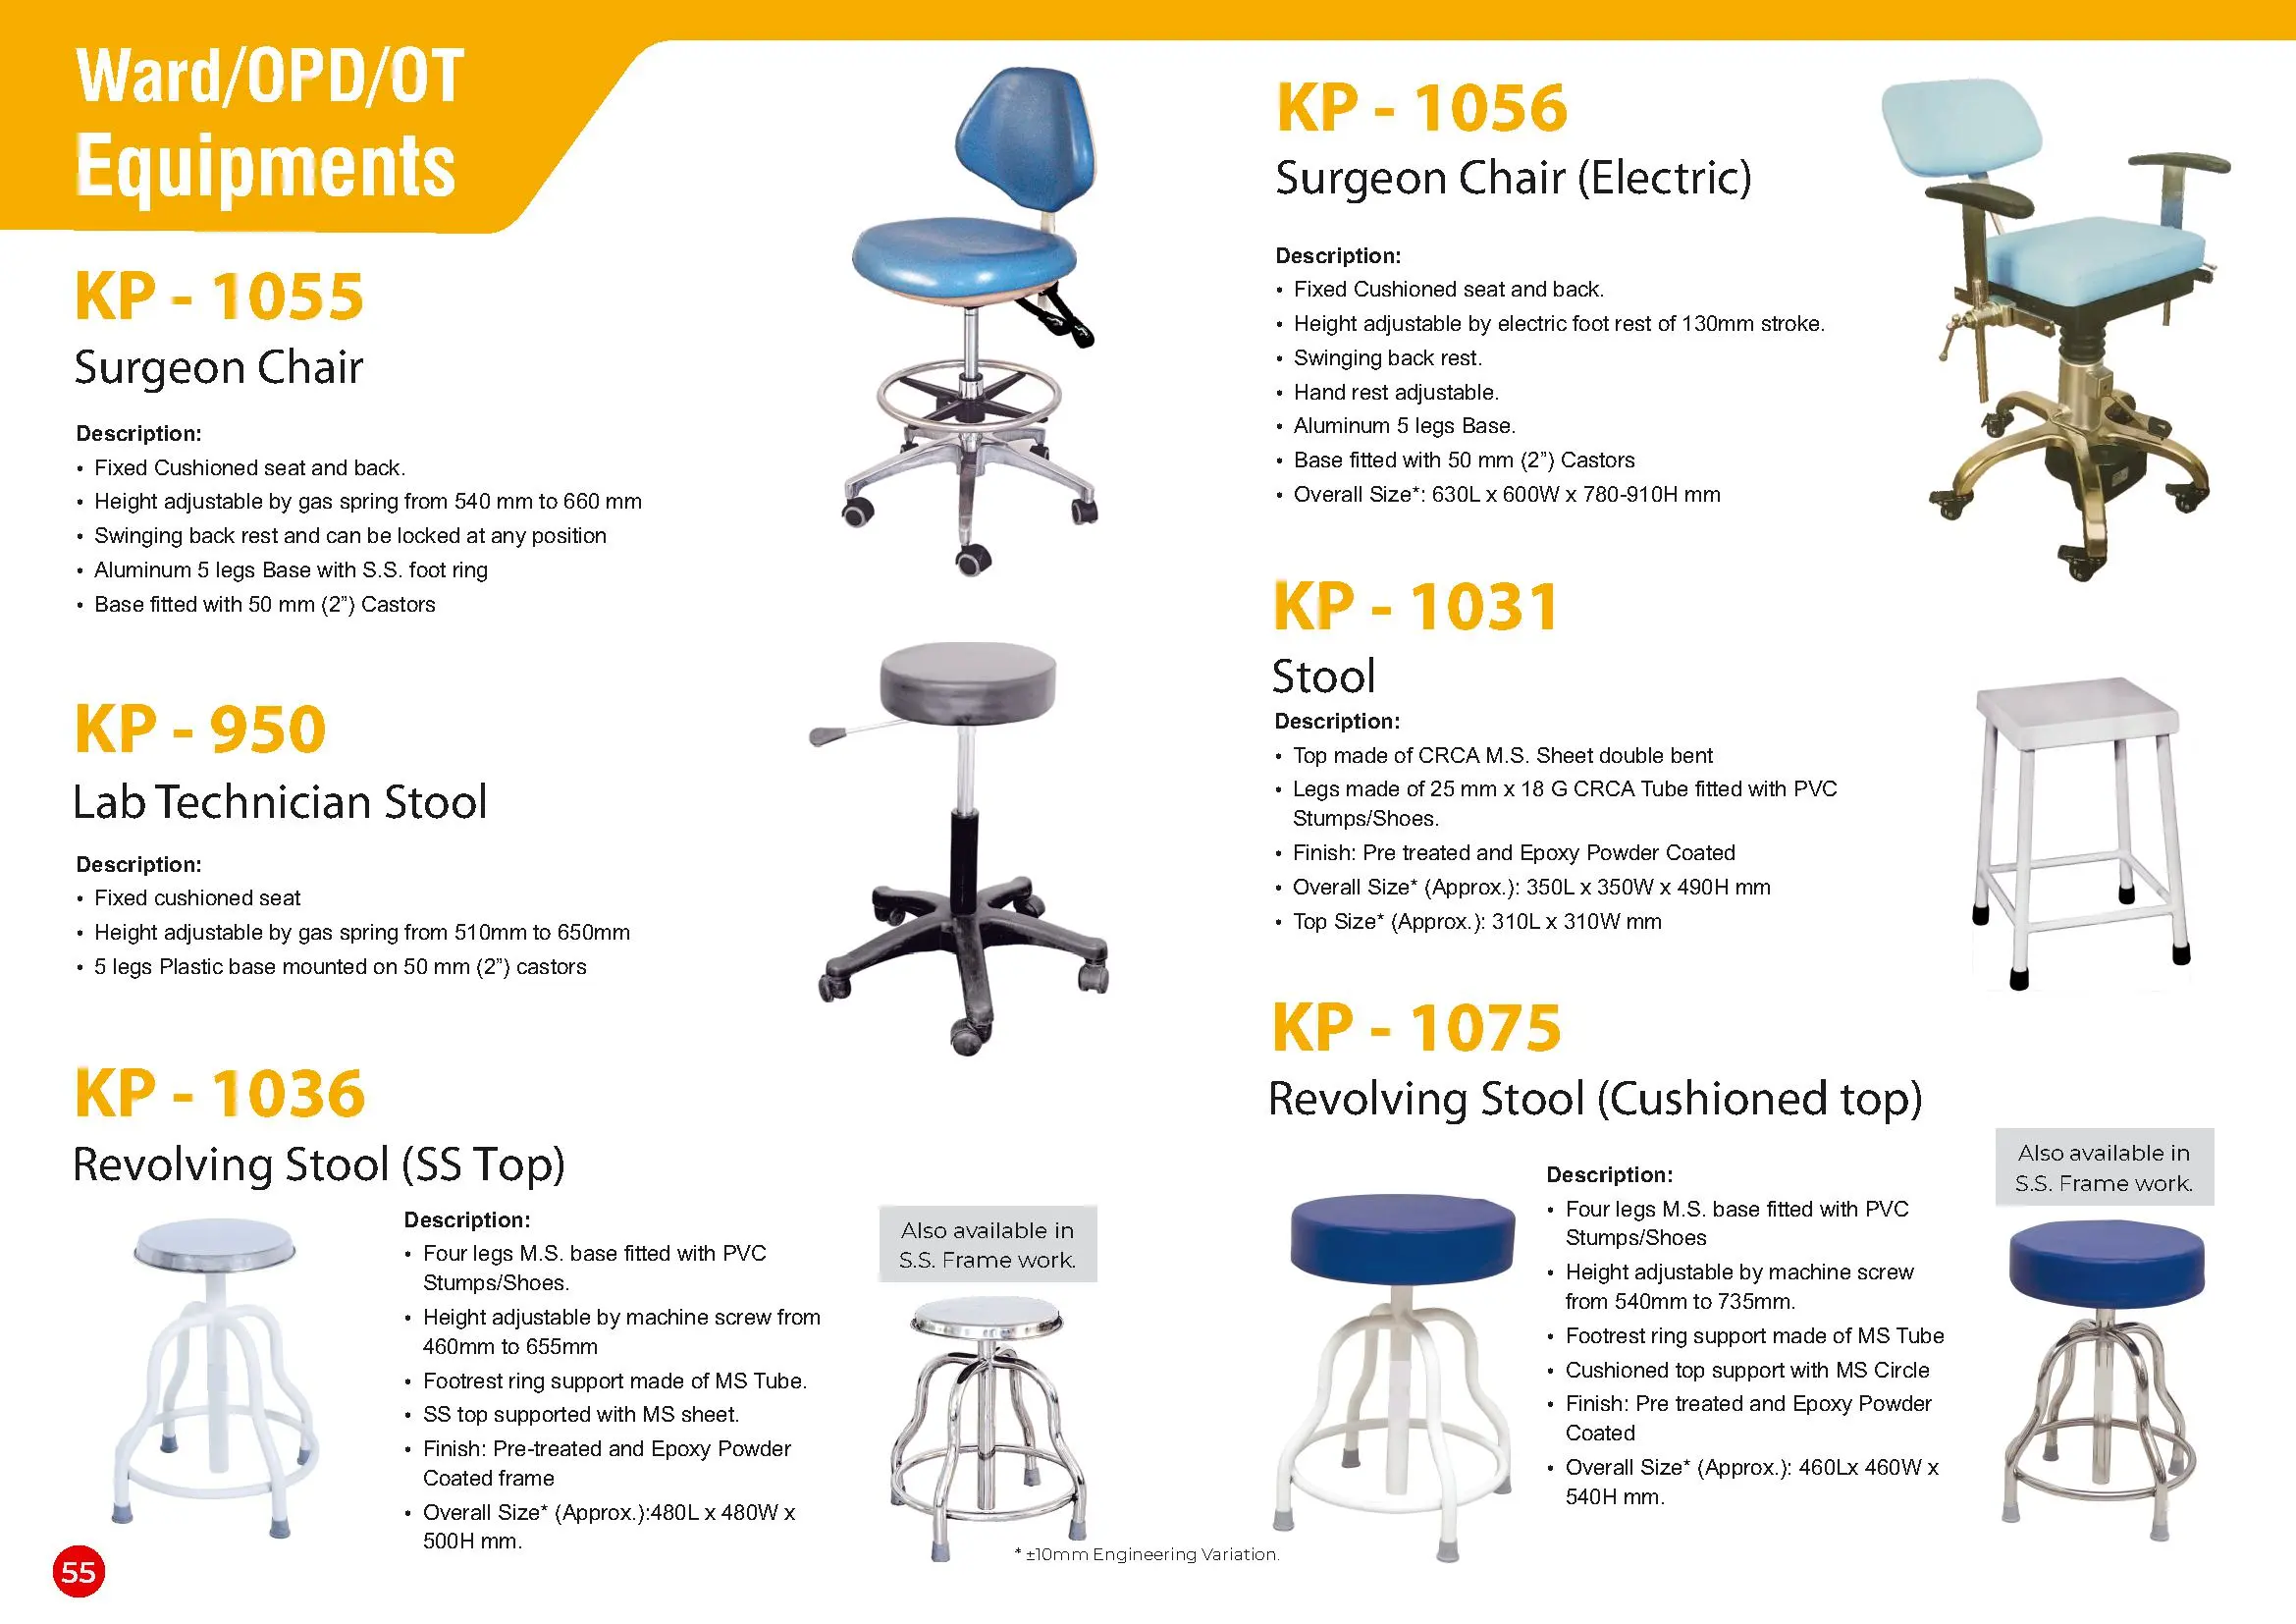 Ward/OPD/OT
Equipments
KP - 1055
Surgeon Chair
Description:
• Fixed Cushioned seat and back.
• Height adjustable by gas spring from 540 mm to 660 mm
• Swinging back rest and can be locked at any position
• Aluminum 5 legs Base with S.S. foot ring
• Base fitted with 50 mm (2”) Castors
KP - 950
Lab Technician Stool
Description:
• Fixed cushioned seat
• Height adjustable by gas spring from 510mm to 650mm
• 5 legs Plastic base mounted on 50 mm (2”) castors
KP - 1036
Revolving Stool (SS Top)
Description:
• Four legs M.S. base fitted with PVC
Stumps/Shoes.
• Height adjustable by machine screw from
460mm to 655mm
• Footrest ring support made of MS Tube.
• SS top supported with MS sheet.
• Finish: Pre-treated and Epoxy Powder
Coated frame
• Overall Size* (Approx.):480L x 480W x
500H mm.
Also available in
S.S. Frame work.
KP - 1056
Surgeon Chair (Electric)
Description:
• Fixed Cushioned seat and back.
• Height adjustable by electric foot rest of 130mm stroke.
• Swinging back rest.
• Hand rest adjustable.
• Aluminum 5 legs Base.
• Base fitted with 50 mm (2”) Castors
• Overall Size*: 630L x 600W x 780-910H mm
KP - 1031
Stool
Description:
• Top made of CRCA M.S. Sheet double bent
• Legs made of 25 mm x 18 G CRCA Tube fitted with PVC
Stumps/Shoes.
• Finish: Pre treated and Epoxy Powder Coated
• Overall Size* (Approx.): 350L x 350W x 490H mm
• Top Size* (Approx.): 310L x 310W mm
KP - 1075
Revolving Stool (Cushioned top)
Description:
• Four legs M.S. base fitted with PVC
Stumps/Shoes
• Height adjustable by machine screw
from 540mm to 735mm.
• Footrest ring support made of MS Tube
• Cushioned top support with MS Circle
• Finish: Pre treated and Epoxy Powder
Coated
• Overall Size* (Approx.): 460Lx 460W x
540H mm.
Also available in
S.S. Frame work.
* ±10mm Engineering Variation.
55